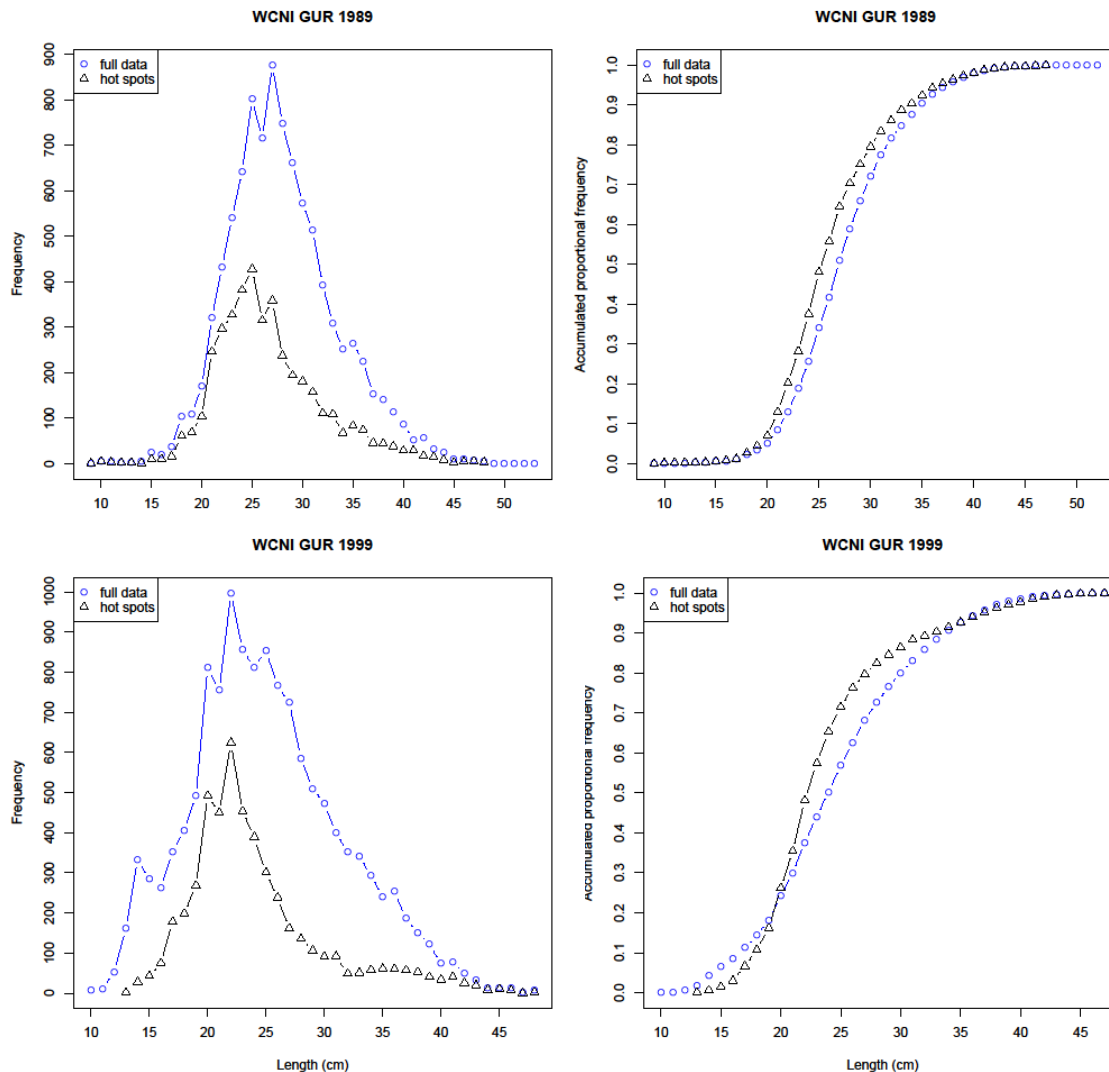 WCNI GUR 1989
full data
hot spots
Frequency
0 100 200 300 400 500 600 700 800 900
10 15 20 25 30 35 40 45 50
WCNI GUR 1989
full data
hot spots
Accumulated proportional frequency
0.0 0.1 0.2 0.3 0.4 0.5 0.6 0.7 0.8 0.9 1.0
10 15 20 25 30 35 40 45 50
WCNI GUR 1999
full data
hot spots
Frequency
0 100 200 300 400 500 600 700 800 900 1000
10 15 20 25 30 35 40 45
Length (cm)
WCNI GUR 1999
full data
hot spots
Accumulated proportional frequency
0.0 0.1 0.2 0.3 0.4 0.5 0.6 0.7 0.8 0.9 1.0
10 15 20 25 30 35 40 45
Length (cm)